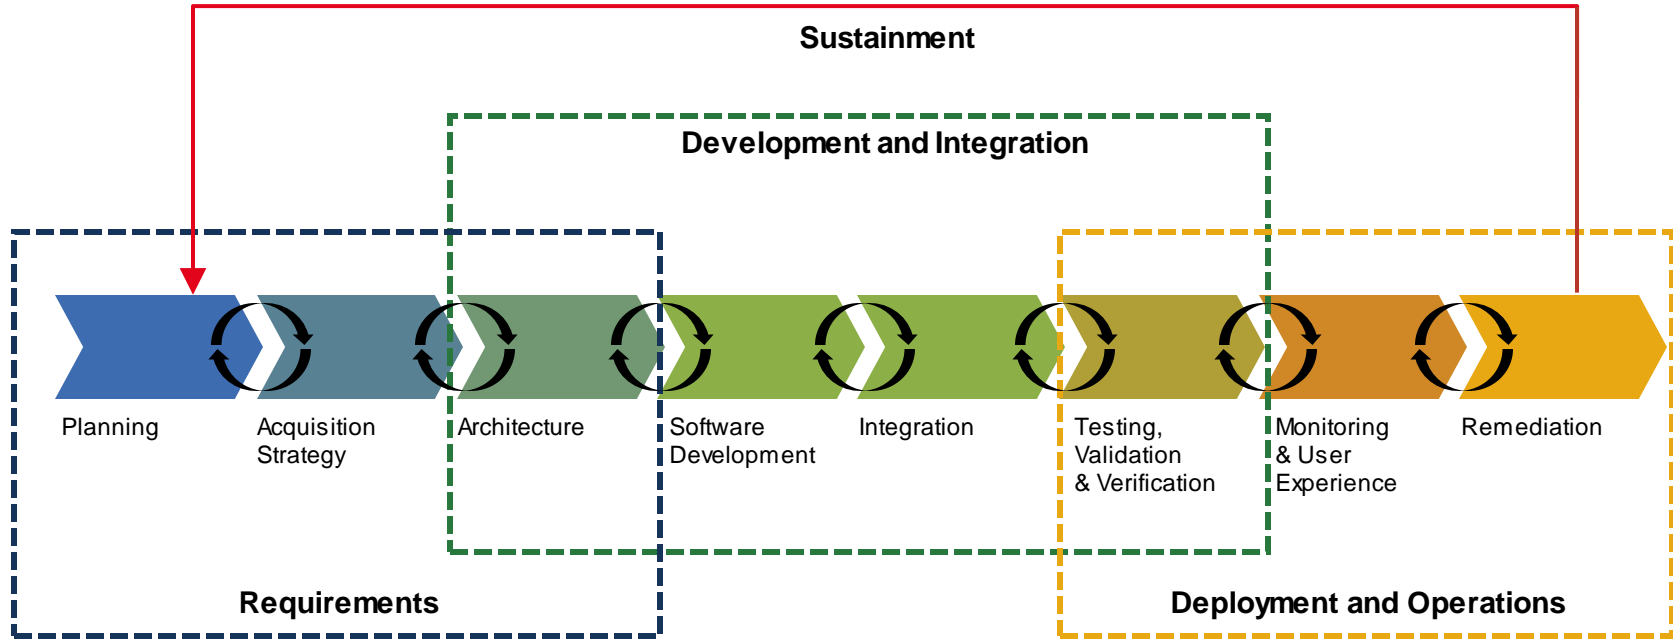 Sustainment
Development and Integration
Planning
Acquisition
Strategy
Architecture
Software
Development
Integration
Testing,
Validation
& Verification
Monitoring
& User
Experience
Remediation
Requirements
Deployment and Operations